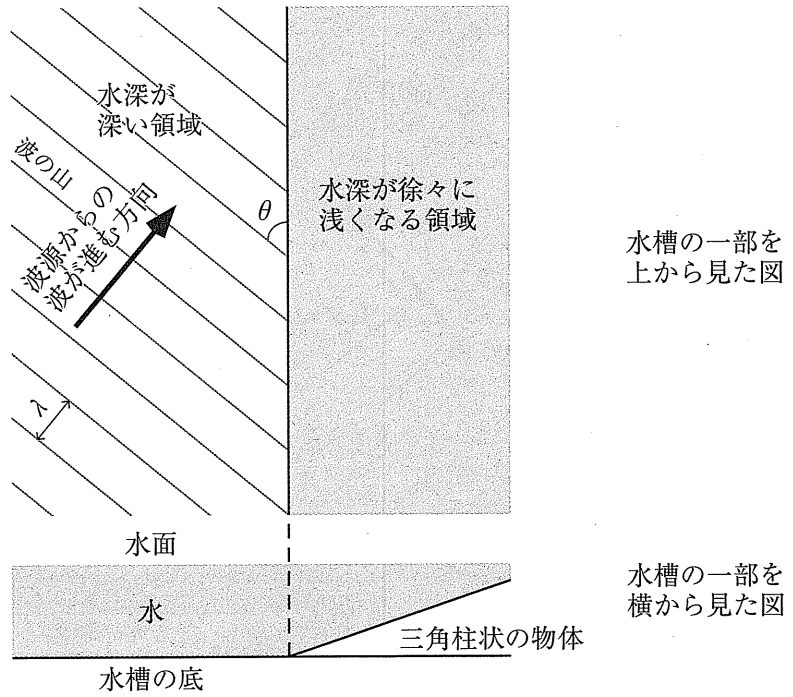 水深が
深い領域
波の山
波源からの
波が進む方向
θ
λ
水深が徐々に
浅くなる領域
水槽の一部を
上から見た図
水面
水
三角柱状の物体
水槽の底
水槽の一部を
横から見た図